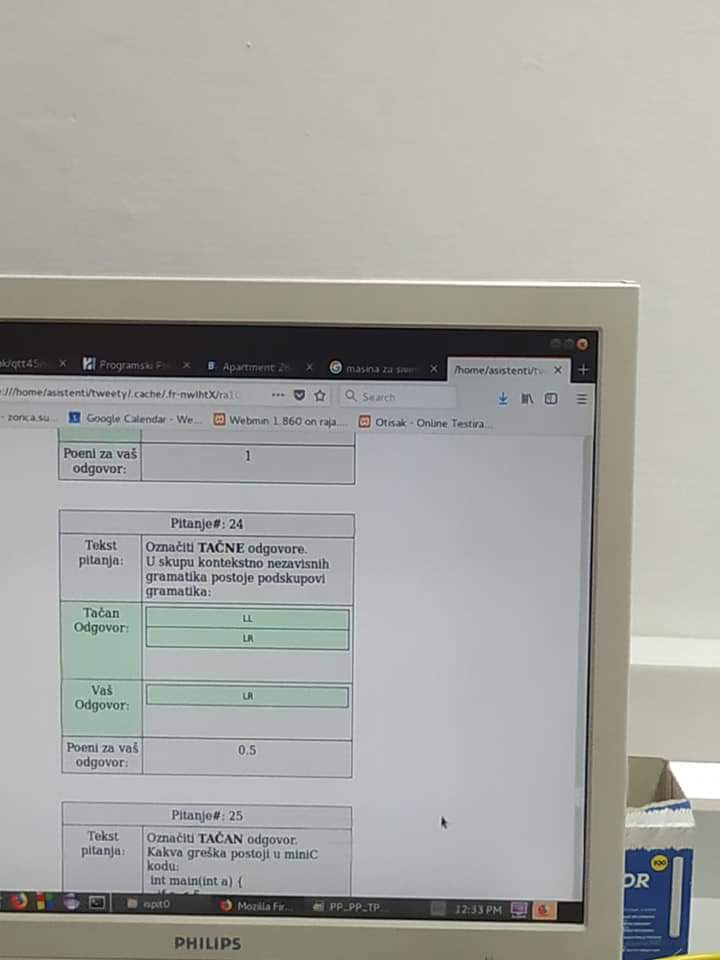 Programski
Apartment
masina za
/home/asistenti/
:///home/asistenti/tweety/.cache/.fr-nwIhtX/
Search
Google Calendar - We...
Webmin 1.860 on raja....
Otisak - Online Testira...
Poeni za vaš
odgovor:
1
Pitanje#: 24
Tekst
pitanja:
Označiti TAČNE odgovore.
U skupu kontekstno nezavisnih
gramatika postoje podskupovi
gramatika:
Tačan
Odgovor:
LL
LR
Vaš
Odgovor:
LR
Poeni za vaš
odgovor:
0.5
Pitanje#: 25
Tekst
pitanja:
Označiti TAČAN odgovor.
Kakva greška postoji u miniC
kodu:
int main(int a) {
ispit0
Mozilla Fir...
PP_PP_TP...
12:33 PM
PHILIPS
100
OR